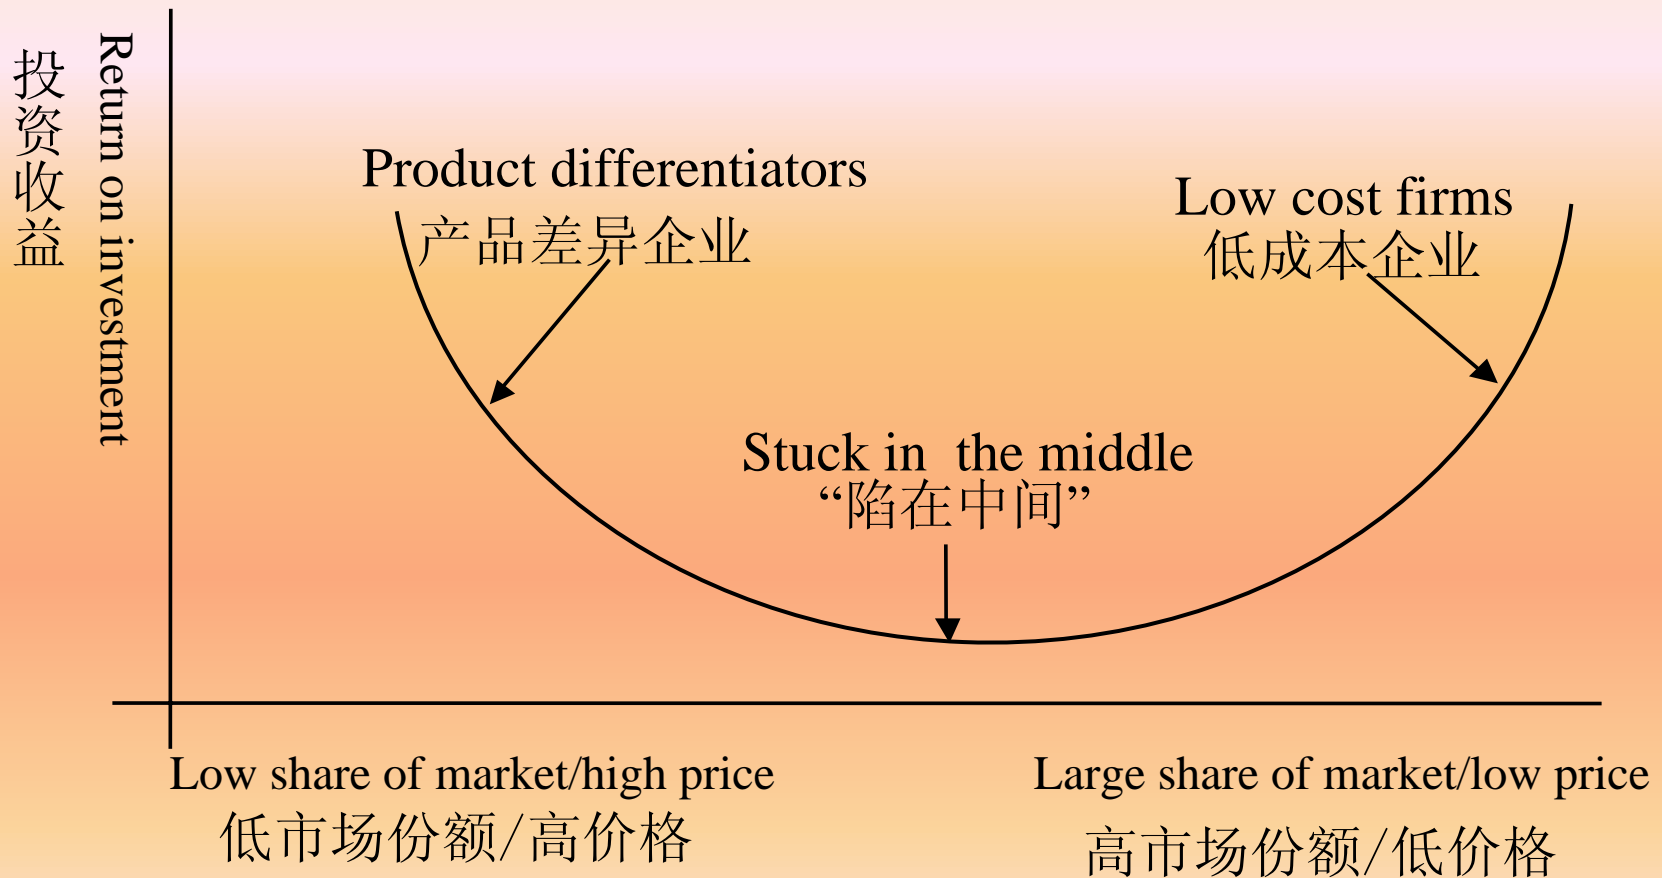 投资收益
Return on investment
Product differentiators
产品差异企业
Low cost firms
低成本企业
Stuck in  the middle
“陷在中间”
Low share of market/high price
低市场份额/高价格
Large share of market/low price
高市场份额/低价格